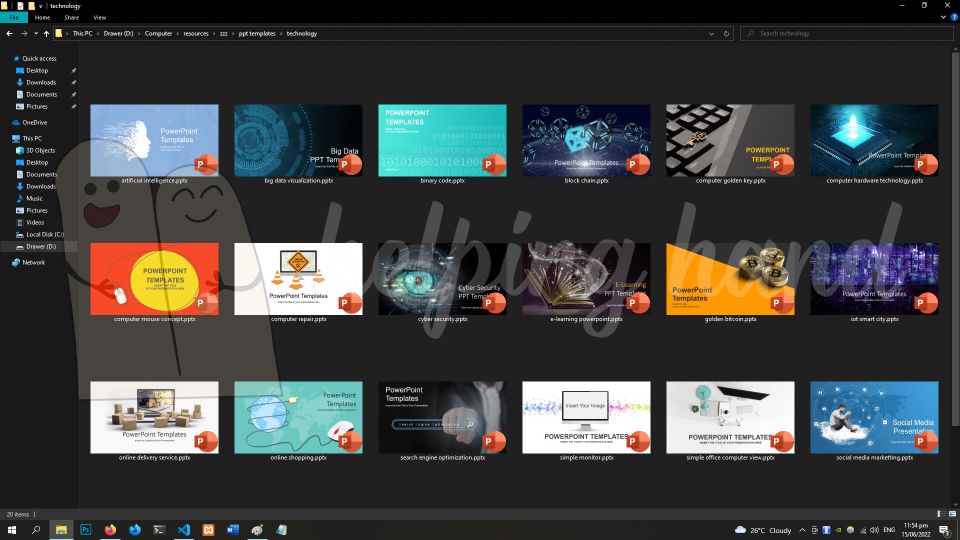 technology
File Home Share View
This PC Drawer (D:) Computer resources zzz ppt templates technology
Search technology
Quick access
Desktop
Downloads
Documents
Pictures
OneDrive
This PC
3D Objects
Desktop
Documents
Downloads
Music
Pictures
Videos
Local Disk (C:)
Drawer (D:)
Network
PowerPoint
Templates
artificial intelligence.pptx
Big Data
PPT Templates
big data visualization.pptx
POWERPOINT
TEMPLATES
binary code.pptx
PowerPoint Templates
block chain.pptx
POWERPOINT
computer golden key.pptx
computer hardware technology.pptx
helping hand
POWERPOINT
TEMPLATES
computer mouse concept.pptx
PowerPoint Templates
computer repair.pptx
Cyber Security
cyber security.pptx
E-Learning
e-learning powerpoint.pptx
PowerPoint
Templates
golden bitcoin.pptx
PowerPoint Templates
iot smart city.pptx
PowerPoint Templates
online delivery service.pptx
PowerPoint
Templates
online shopping.pptx
PowerPoint
Templates
Search Engine Optimization
search engine optimization.pptx
Insert Your Image
POWERPOINT TEMPLATES
simple monitor.pptx
POWERPOINT TEMPLATES
simple office computer view.pptx
Social Media
Presentation
social media marketting.pptx
20 items
26°C Cloudy
ENG
11:54 pm
15/06/2022